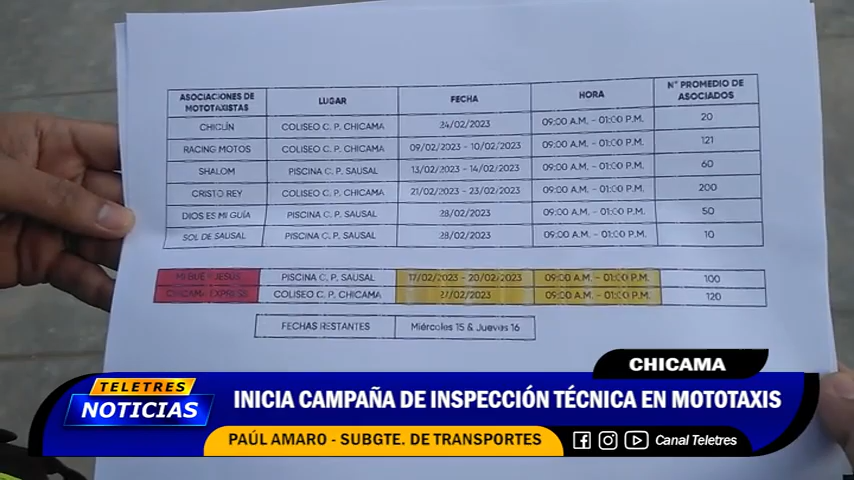 ASOCIACIONES DE MOTOTAXISTAS LUGAR FECHA HORA N° PROMEDIO DE ASOCIADOS
CHICLÍN COLISEO C. P. CHICAMA 24/02/2023 09:00 A.M. - 01:00 P.M. 20
RACING MOTOS COLISEO C. P. CHICAMA 09/02/2023 - 10/02/2023 09:00 A.M. - 01:00 P.M. 121
SHALOM PISCINA C. P. SAUSAL 13/02/2023 - 14/02/2023 09:00 A.M. - 01:00 P.M. 60
CRISTO REY COLISEO C. P. CHICAMA 21/02/2023 - 23/02/2023 09:00 A.M. - 01:00 P.M. 200
DIOS ES MI GUÍA PISCINA C. P. SAUSAL 28/02/2023 09:00 A.M. - 01:00 P.M. 50
SOL DE SAUSAL PISCINA C. P. SAUSAL 28/02/2023 09:00 A.M. - 01:00 P.M. 10
MI BUEN JESÚS PISCINA C. P. SAUSAL 17/02/2023 - 20/02/2023 09:00 A.M. - 01:00 P.M. 100
CHICAMA EXPRESS COLISEO C. P. CHICAMA 27/02/2023 09:00 A.M. - 01:00 P.M. 120
FECHAS RESTANTES Miércoles 15 & Jueves 16
CHICAMA
TELETRES
NOTICIAS
INICIA CAMPAÑA DE INSPECCIÓN TÉCNICA EN MOTOTAXIS
PAÚL AMARO - SUBGTE. DE TRANSPORTES
Canal Teletres